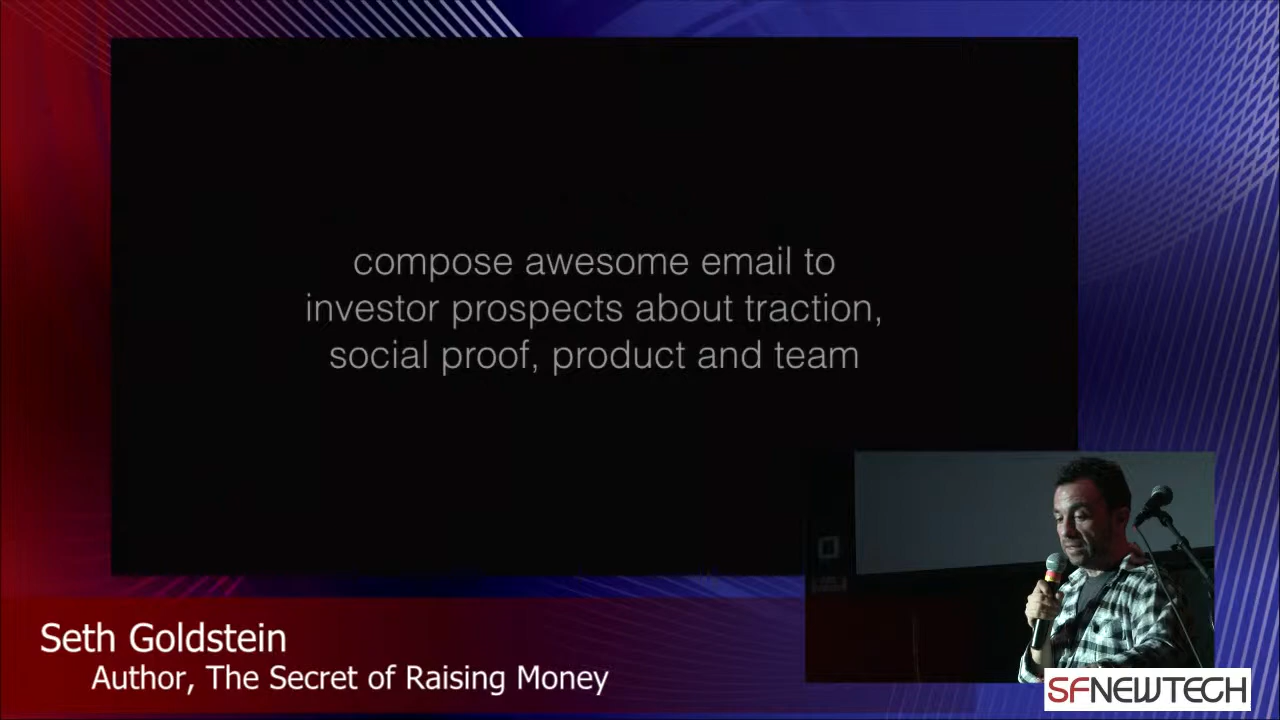 compose awesome email to
investor prospects about traction,
social proof, product and team
Seth Goldstein
Author, The Secret of Raising Money
SFNEWTECH